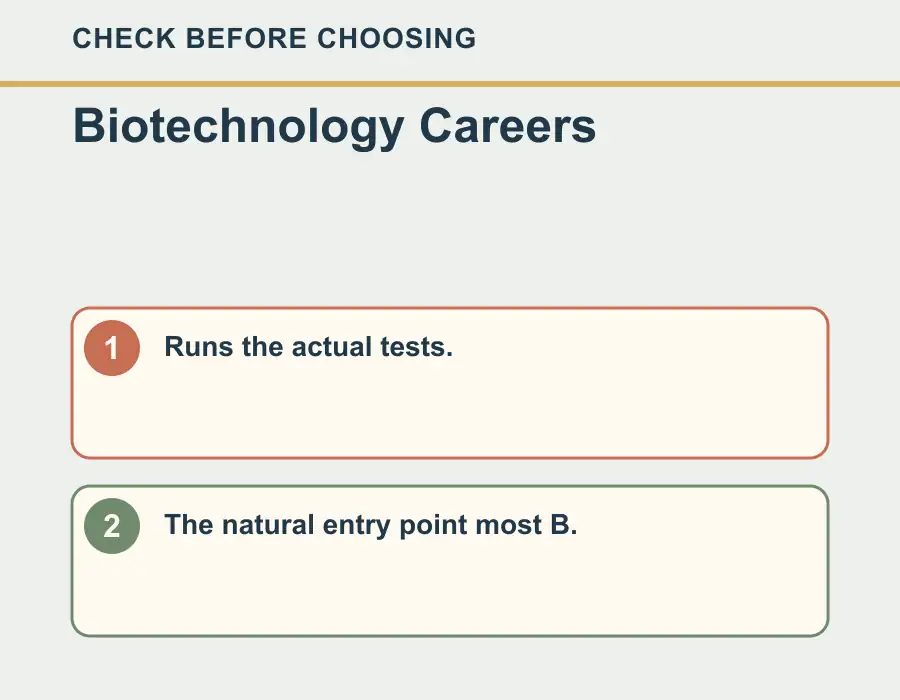 CHECK BEFORE CHOOSING
Biotechnology Careers
1
Runs the actual tests.
2
The natural entry point most B.